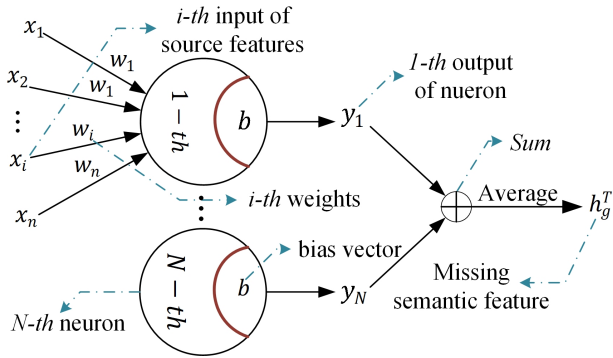 x₁
x₂
⋮
xᵢ
xₙ
w₁
w₁
wᵢ
wₙ
i-th input of
source features
1 − th
b
y₁
1-th output
of nueron
Sum
Average
h_g^T
i-th weights
⋮
bias vector
N − th
b
y_N
N-th neuron
Missing
semantic feature